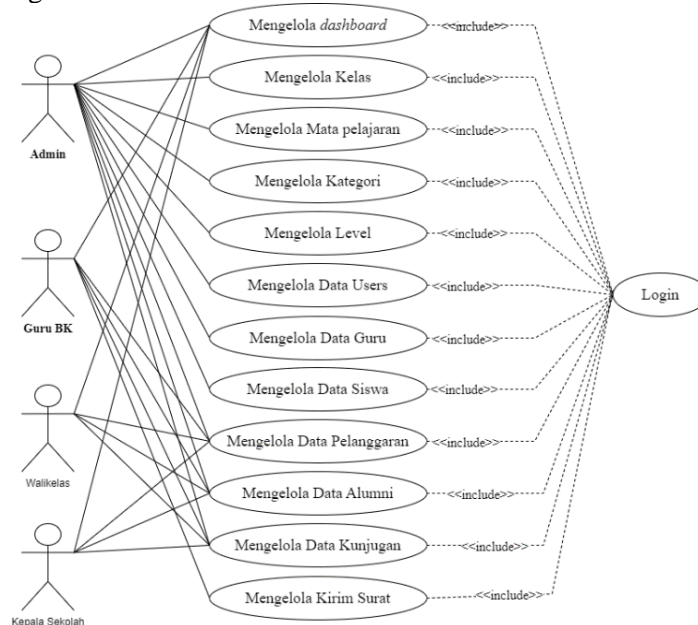 Mengelola dashboard
<<include>>
Mengelola Kelas
<<include>>
Admin
Mengelola Mata pelajaran
<<include>>
Mengelola Kategori
<<include>>
Mengelola Level
<<include>>
Mengelola Data Users
<<include>>
Login
Guru BK
Mengelola Data Guru
<<include>>
Mengelola Data Siswa
<<include>>
Mengelola Data Pelanggaran
<<include>>
Walikelas
Mengelola Data Alumni
<<include>>
Mengelola Data Kunjugan
<<include>>
Mengelola Kirim Surat
<<include>>
Kepala Sekolah